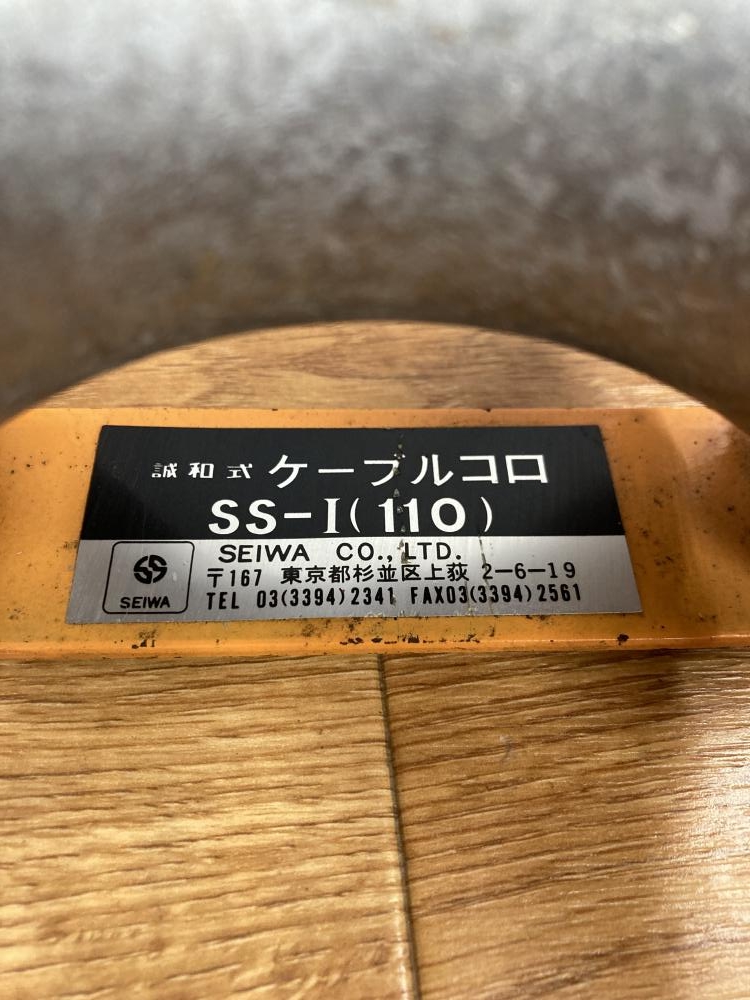 誠和式 ケーブルコロ
SS-I(110)
SEIWA CO.,LTD.
〒167 東京都杉並区上荻 2-6-19
TEL 03(3394)2341 FAX03(3394)2561
SEIWA